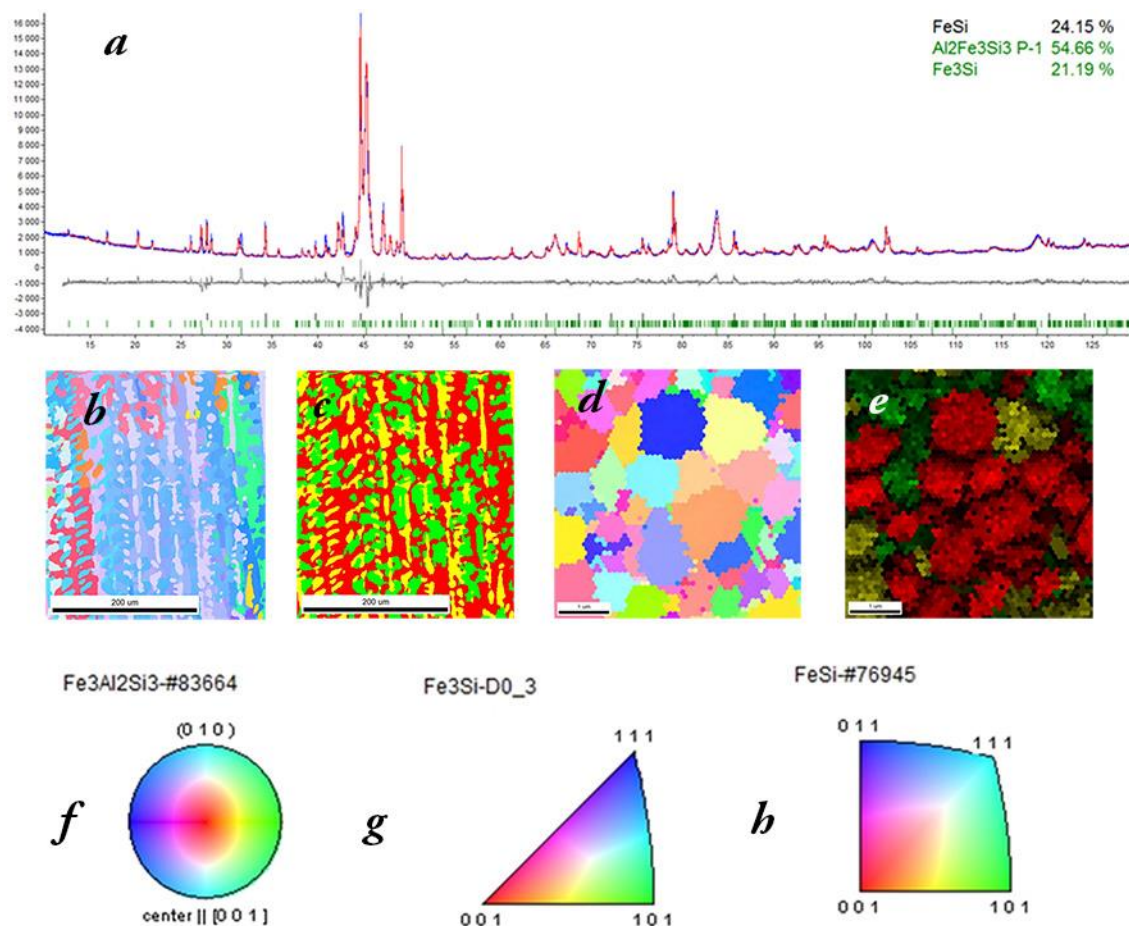 16 000
15 000
14 000
13 000
12 000
11 000
10 000
9 000
8 000
7 000
6 000
5 000
4 000
3 000
2 000
1 000
0
-1 000
-2 000
-3 000
-4 000
a
FeSi 24.15 %
Al2Fe3Si3 P-1 54.66 %
Fe3Si 21.19 %
15 20 25 30 35 40 45 50 55 60 65 70 75 80 85 90 95 100 105 110 115 120 125
b
200 um
c
200 um
d
1 um
e
1 um
Fe3Al2Si3-#83664
(0 1 0 )
f
center || [0 0 1 ]
Fe3Si-D0_3
1 1 1
g
0 0 1 1 0 1
FeSi-#76945
0 1 1
1 1 1
h
0 0 1 1 0 1